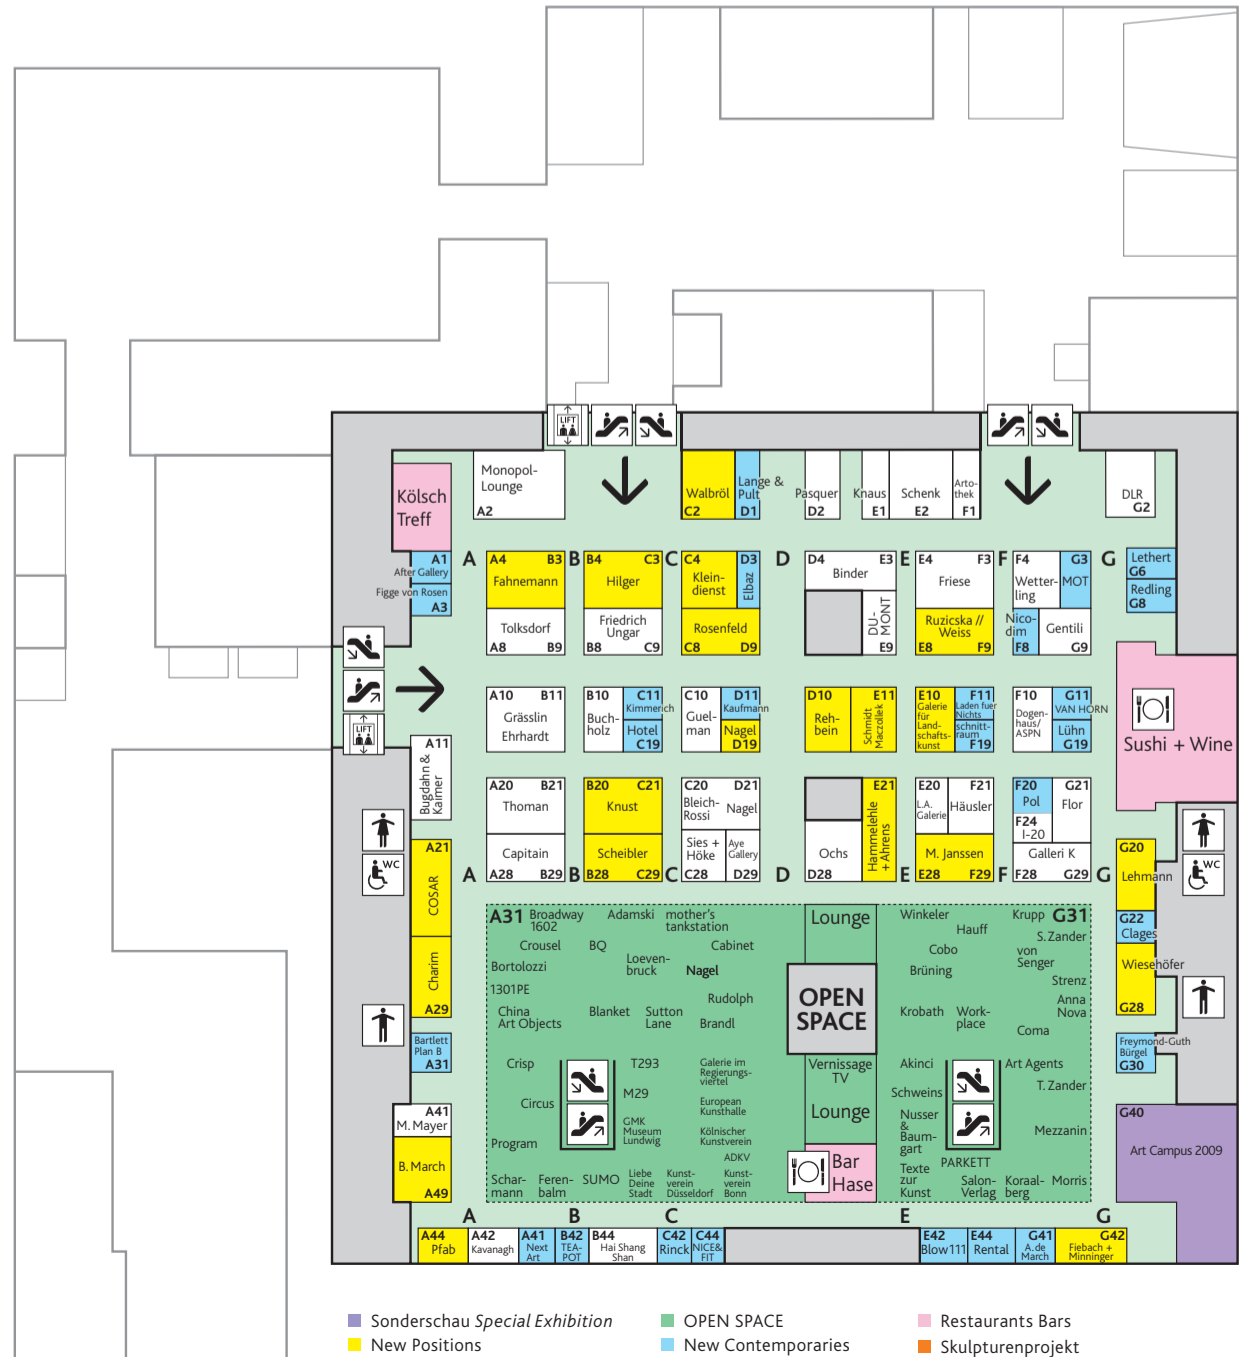 LIFT
Monopol-
Lounge
A2
Kölsch
Treff
Walbröl
C2
Lange &
Pult
D1
Pasquer
D2
Knaus
E1
Schenk
E2
Arto-
thek
F1
DLR
G2
A1
After Gallery
Figge von Rosen
A3
A
A4 B3
Fahnemann
Tolksdorf
A8 B9
B
B4 C3
Hilger
Friedrich
Ungar
B8 C9
C
C4
Klein-
dienst
D3
Elbaz
Rosenfeld
C8 D9
D
D4 E3
Binder
DU-
MONT
E9
E
E4 F3
Friese
Ruzicska //
Weiss
E8 F9
F
F4
Wetter-
ling
G3
MOT
Nico-
dim
F8
Gentili
G9
G
Lethert
G6
Redling
G8
LIFT
A10 B11
Grässlin
Ehrhardt
B10
Buch-
holz
C11
Kimmerich
Hotel
C19
C10
Guel-
man
D11
Kaufmann
Nagel
D19
D10
Reh-
bein
E11
Schmidt
Maczollek
E10
Galerie
für
Land-
schafts-
kunst
F11
Laden fuer
Nichts
schnitt-
raum
F19
F10
Dogen-
haus/
ASPN
G11
VAN HORN
Lühn
G19
Sushi + Wine
A11
Bugdahn &
Kaimer
A20 B21
Thoman
Capitain
A28 B29
B20 C21
Knust
Scheibler
B28 C29
C20 D21
Bleich-
Rossi
Nagel
Sies +
Höke
C28
Aye
Gallery
D29
Ochs
D28
E21
Hammelehle
+ Ahrens
E20
L.A.
Galerie
F21
Häusler
M. Janssen
E28 F29
F20
Pol
F24
I-20
G21
Flor
Galleri K
F28 G29
A B C D E F G
WC
A21
COSAR
Charim
A29
Bartlett
Plan B
A31
A41
M. Mayer
B. March
A49
WC
G20
Lehmann
G22
Clages
Wiesehöfer
G28
Freymond-Guth
Bürgel
G30
G40
Art Campus 2009
A31
Broadway
1602
Adamski
mother's
tankstation
Crousel
BQ
Cabinet
Bortolozzi
Loeven-
bruck
Nagel
1301PE
Rudolph
China
Art Objects
Blanket
Sutton
Lane
Brandl
Crisp
T293
Galerie im
Regierungs-
viertel
Circus
M29
European
Kunsthalle
GMK
Museum
Lundwig
Kölnischer
Kunstverein
Program
ADKV
Schar-
mann
Feren-
balm
SUMO
Liebe
Deine
Stadt
Kunst-
verein
Düsseldorf
Kunst-
verein
Bonn
Lounge
OPEN
SPACE
Vernissage
TV
Lounge
Bar
Hase
Winkeler
Krupp
G31
Hauff
S.Zander
Cobo
von
Senger
Brüning
Strenz
Anna
Nova
Krobath
Work-
place
Coma
Akinci
Art Agents
T. Zander
Schweins
Nusser
&
Baum-
gart
Mezzanin
PARKETT
Texte
zur
Kunst
Salon-
Verlag
Koraal-
berg
Morris
A B C E G
A44
Pfab
A42
Kavanagh
A41
Next
Art
B42
TEA-
POT
B44
Hai Shang
Shan
C42
Rinck
C44
NICE&
FIT
E42
Blow111
E44
Rental
G41
A.de
March
G42
Fiebach +
Minninger
Sonderschau Special Exhibition
OPEN SPACE
Restaurants Bars
New Positions
New Contemporaries
Skulpturenprojekt